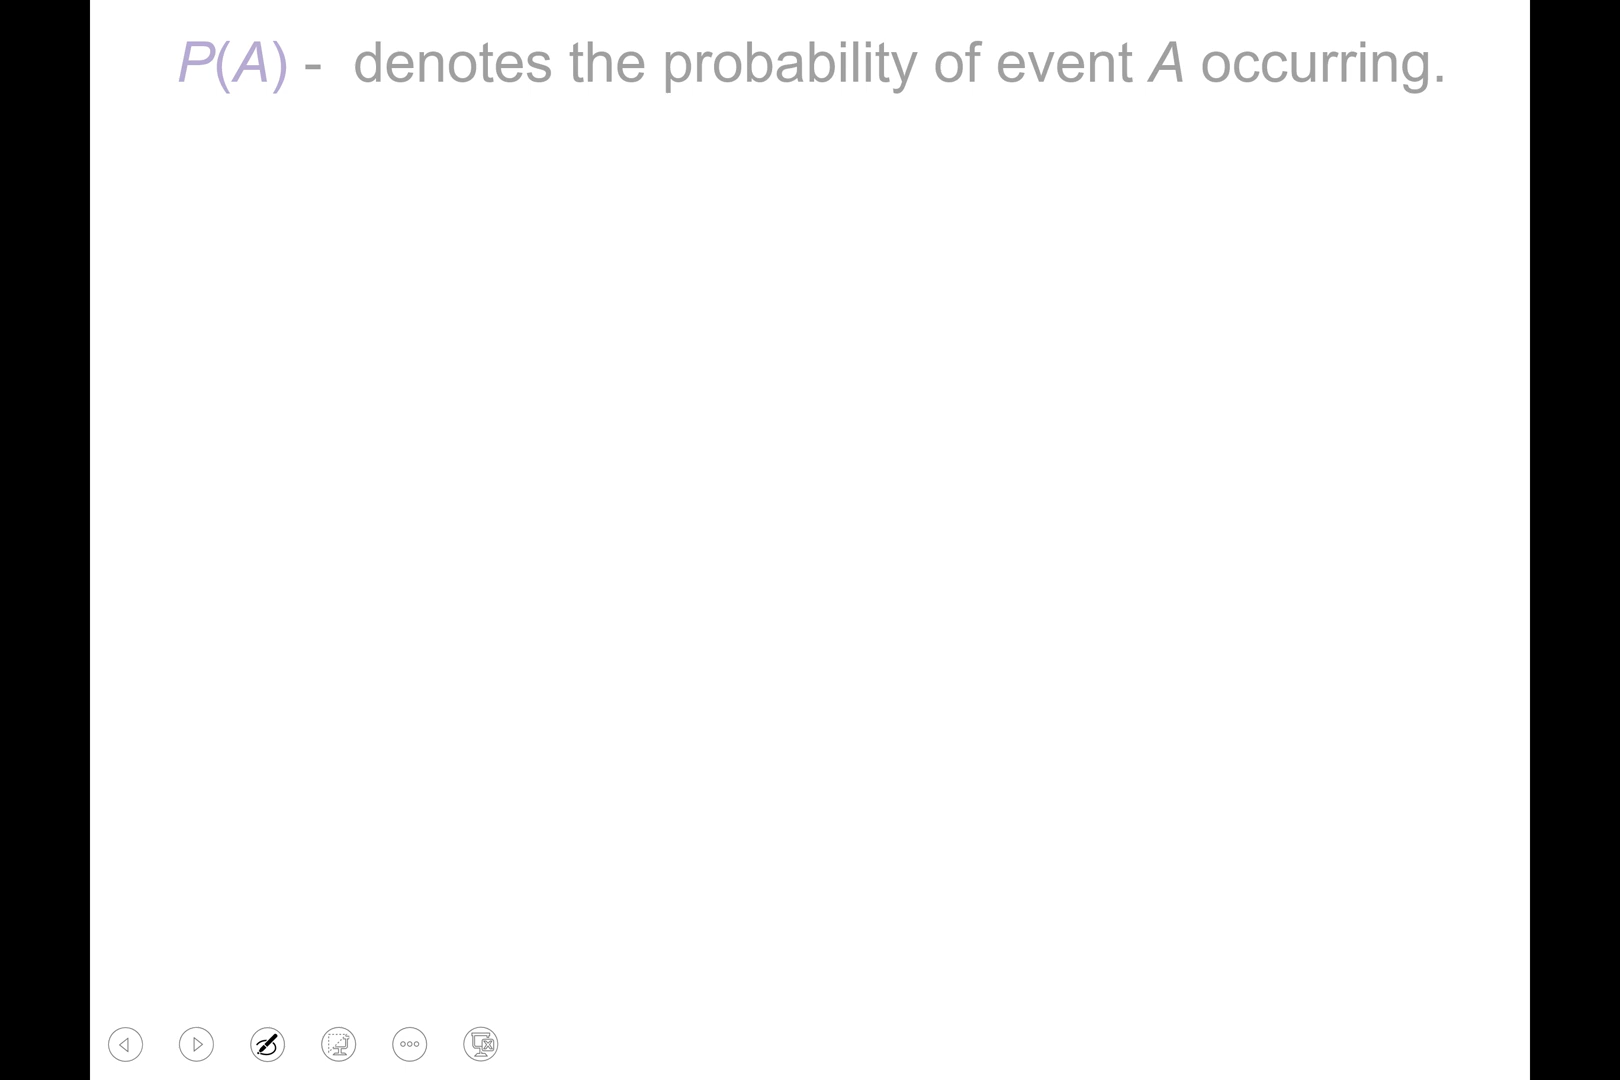 P(A) - denotes the probability of event A occurring.